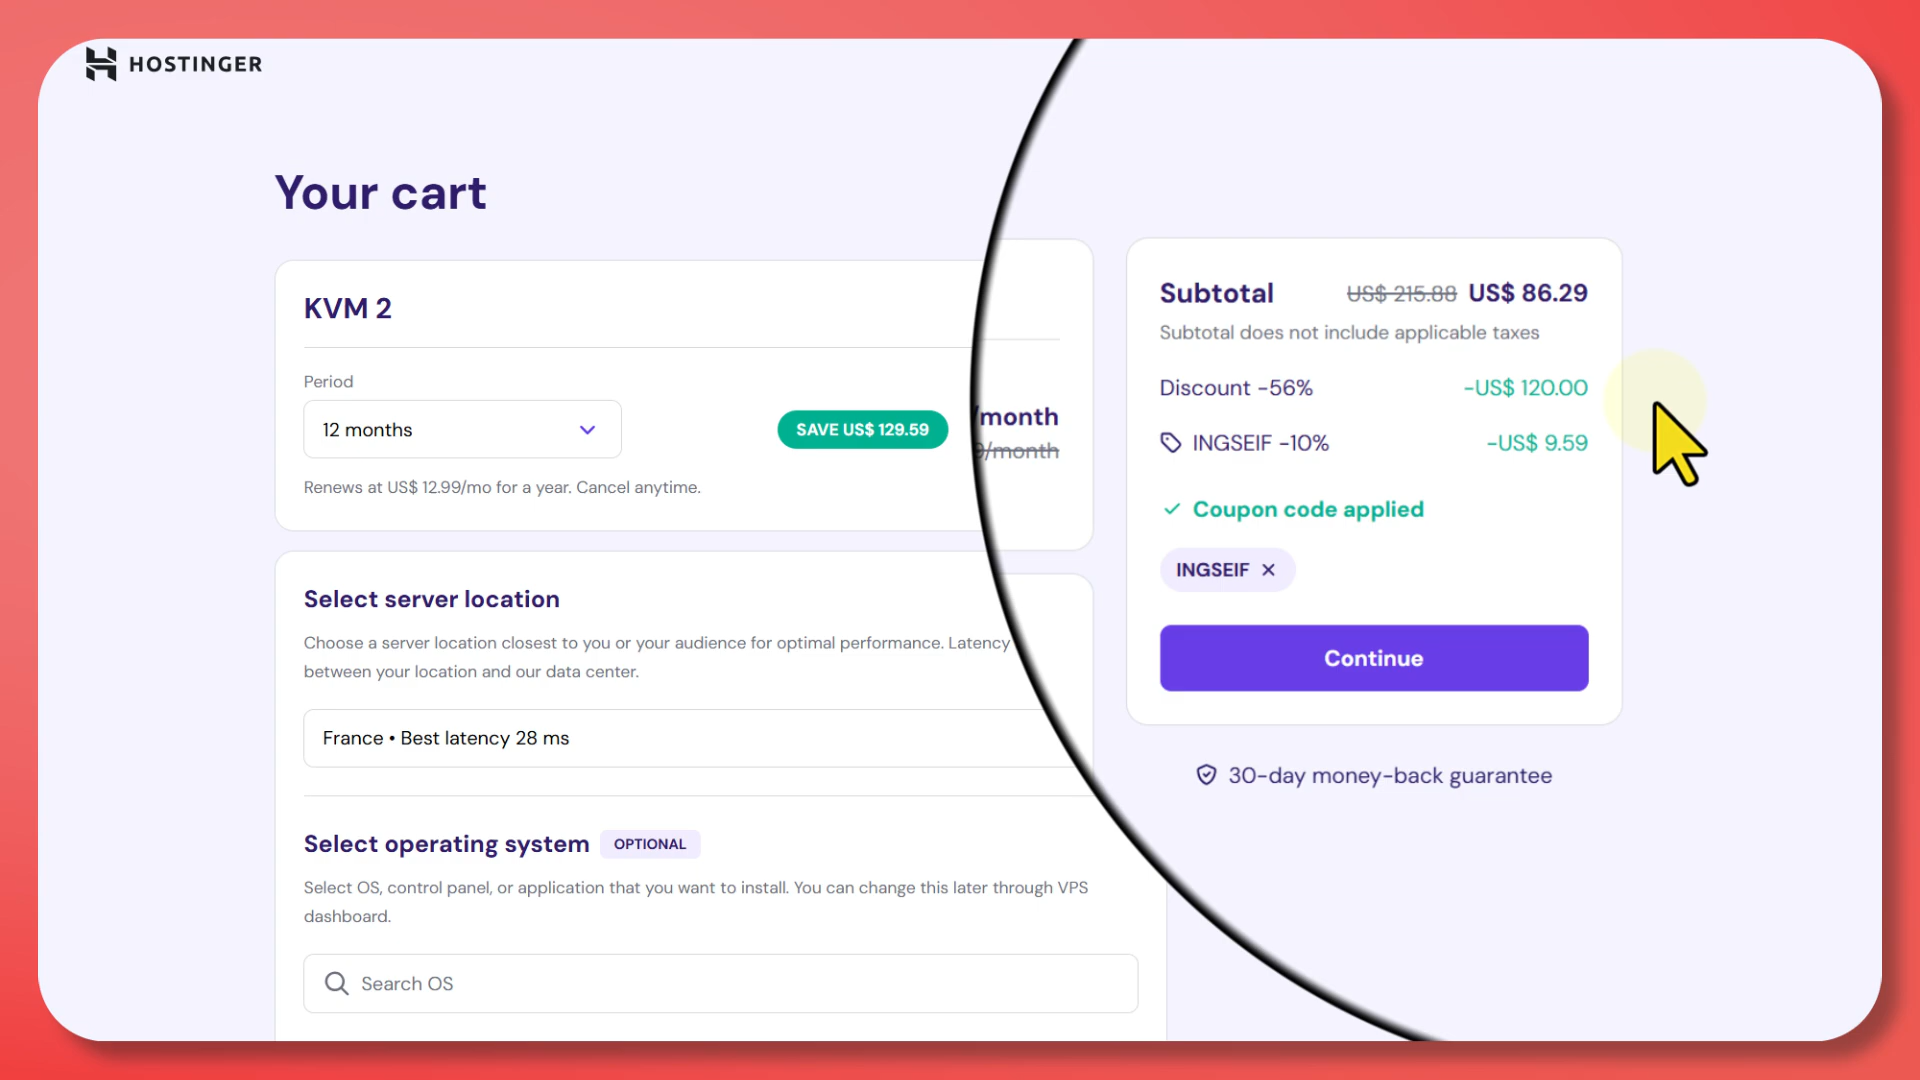 HOSTINGER
Your cart
KVM 2
Period
12 months
SAVE US$ 129.59
/month
/month
Renews at US$ 12.99/mo for a year. Cancel anytime.
Select server location
Choose a server location closest to you or your audience for optimal performance. Latency
between your location and our data center.
France • Best latency 28 ms
Select operating system OPTIONAL
Select OS, control panel, or application that you want to install. You can change this later through VPS
dashboard.
Search OS
Subtotal US$ 215.88 US$ 86.29
Subtotal does not include applicable taxes
Discount -56% -US$ 120.00
INGSEIF -10% -US$ 9.59
Coupon code applied
INGSEIF ×
Continue
30-day money-back guarantee